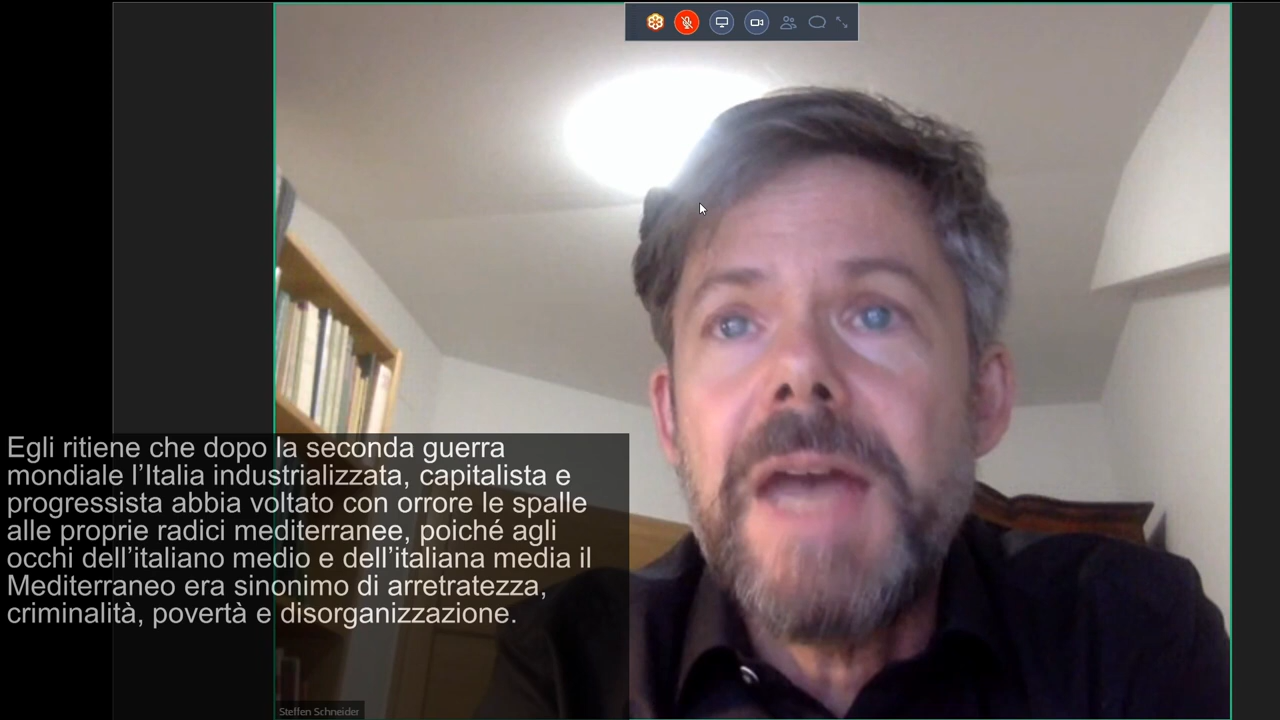 Egli ritiene che dopo la seconda guerra
mondiale l’Italia industrializzata, capitalista e
progressista abbia voltato con orrore le spalle
alle proprie radici mediterranee, poiché agli
occhi dell’italiano medio e dell’italiana media il
Mediterraneo era sinonimo di arretratezza,
criminalità, povertà e disorganizzazione.
Steffen Schneider